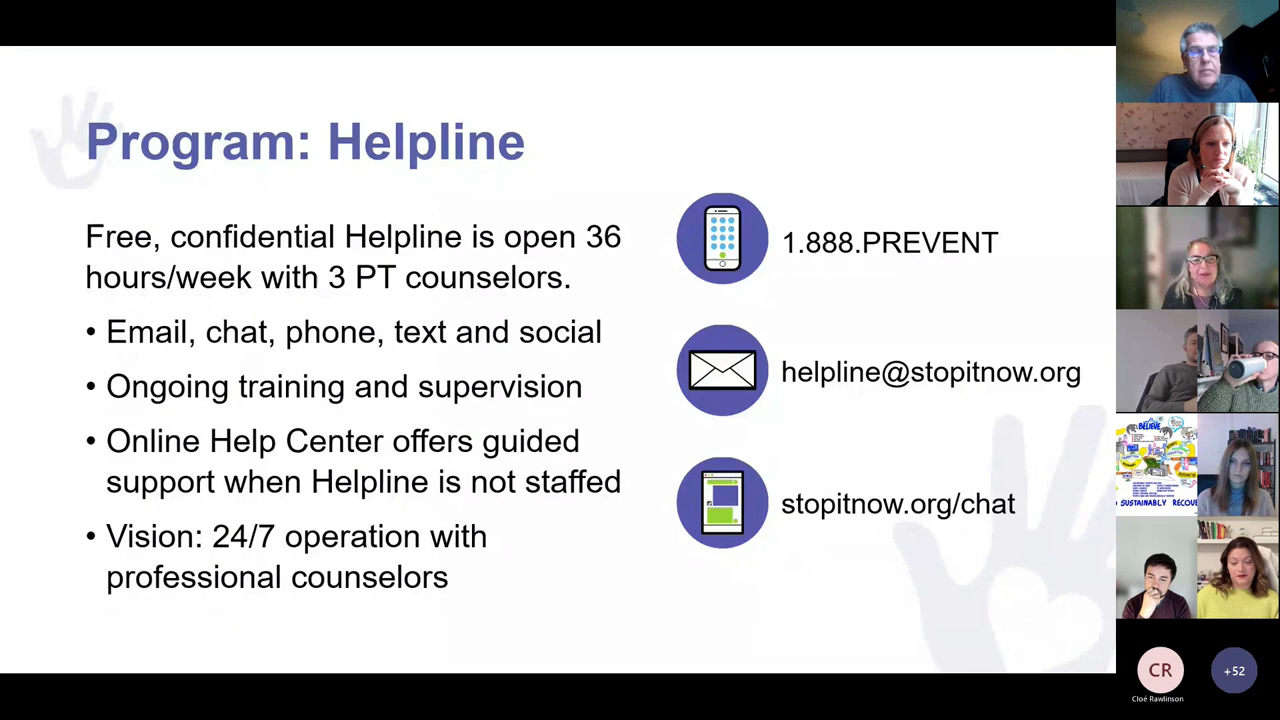 Program: Helpline
Free, confidential Helpline is open 36
hours/week with 3 PT counselors.
• Email, chat, phone, text and social
• Ongoing training and supervision
• Online Help Center offers guided
support when Helpline is not staffed
• Vision: 24/7 operation with
professional counselors
1.888.PREVENT
helpline@stopitnow.org
stopitnow.org/chat
BELIEVE
SUSTAINABLY RECOVE
CR
Cloé Rawlinson
+52